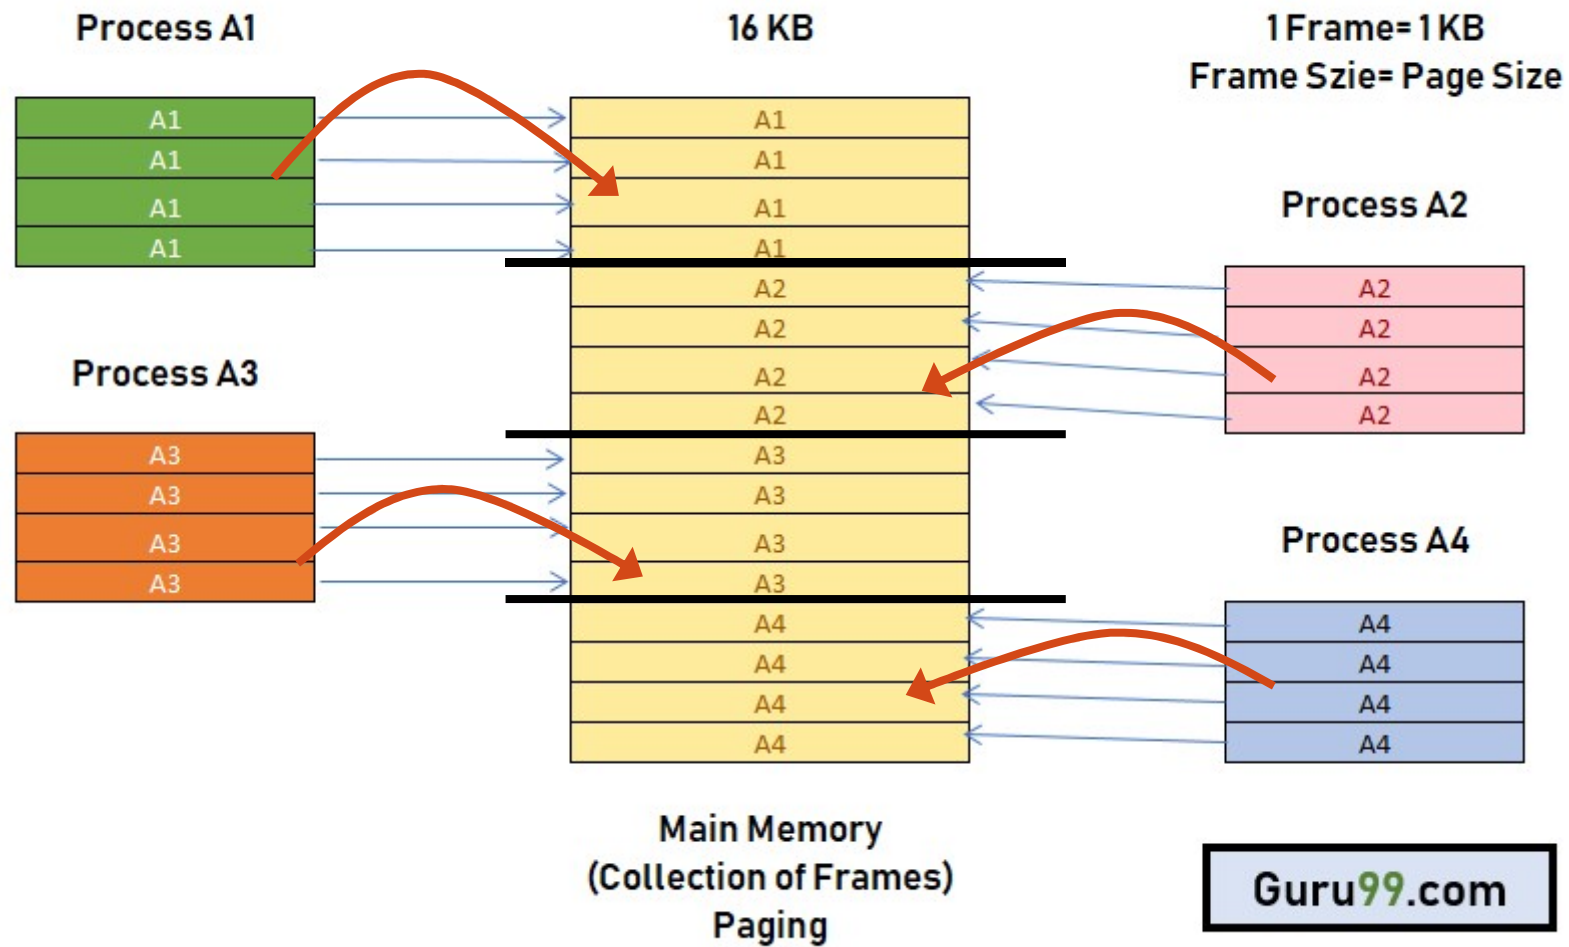 Process A1
16 KB
1 Frame= 1 KB
Frame Szie= Page Size
A1
A1
A1
A1
A1
A1
A1
A1
A2
A2
A2
A2
Process A2
A2
A2
A2
A2
Process A3
A3
A3
A3
A3
A3
A3
A3
A3
Process A4
A4
A4
A4
A4
A4
A4
A4
A4
Main Memory
(Collection of Frames)
Paging
Guru99.com